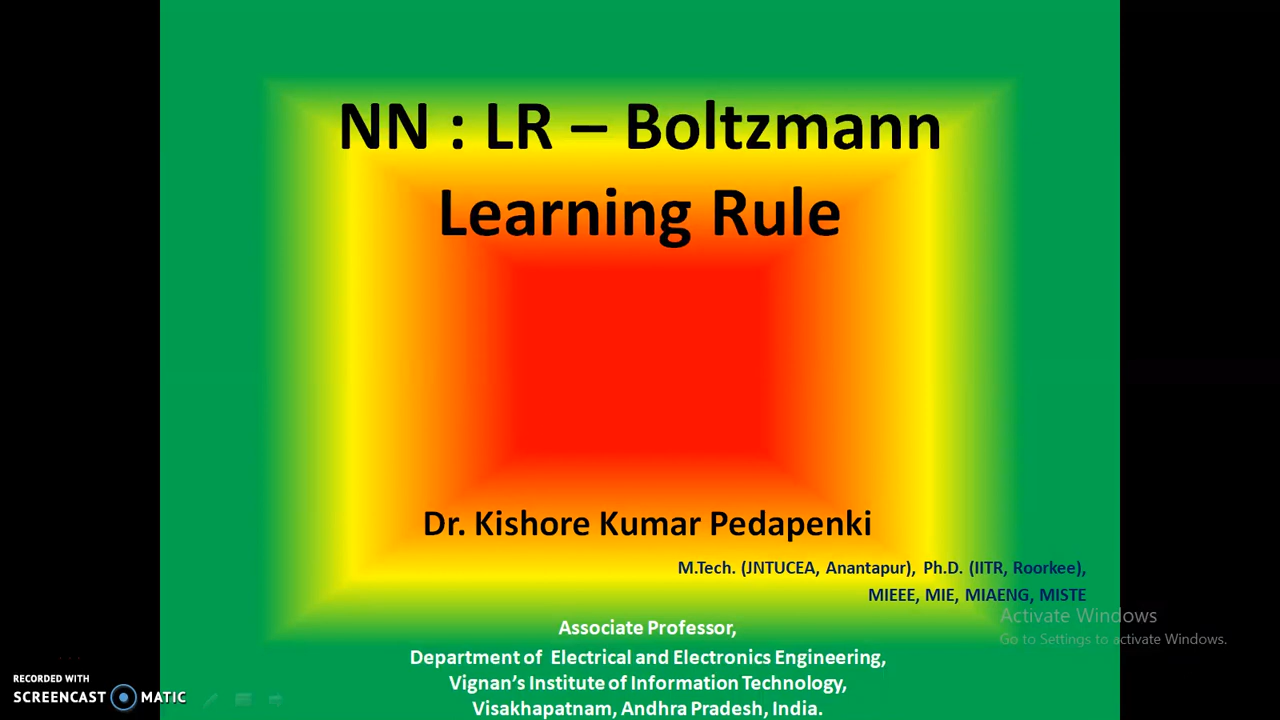 NN : LR – Boltzmann
Learning Rule
Dr. Kishore Kumar Pedapenki
M.Tech. (JNTUCEA, Anantapur), Ph.D. (IITR, Roorkee),
MIEEE, MIE, MIAENG, MISTE
Activate Windows
Go to Settings to activate Windows.
Associate Professor,
Department of Electrical and Electronics Engineering,
Vignan’s Institute of Information Technology,
Visakhapatnam, Andhra Pradesh, India.
RECORDED WITH
SCREENCAST MATIC